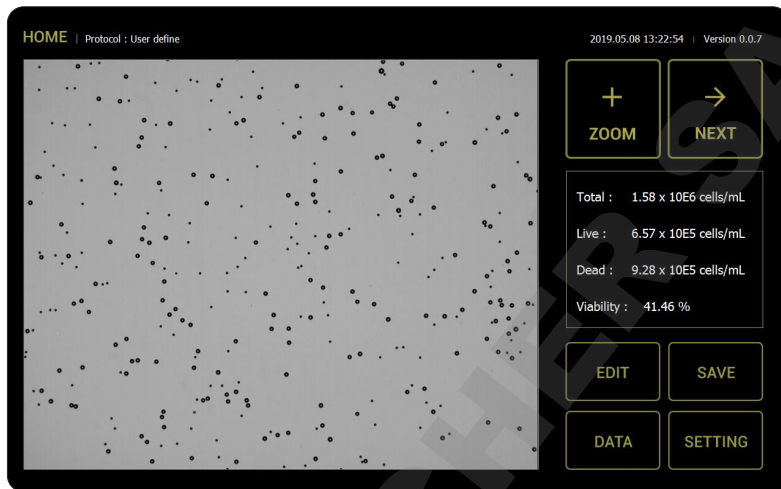 HOME | Protocol : User define
2019.05.08 13:22:54 | Version 0.0.7
+
ZOOM
→
NEXT
Total : 1.58 x 10E6 cells/mL
Live : 6.57 x 10E5 cells/mL
Dead : 9.28 x 10E5 cells/mL
Viability : 41.46 %
EDIT
SAVE
DATA
SETTING